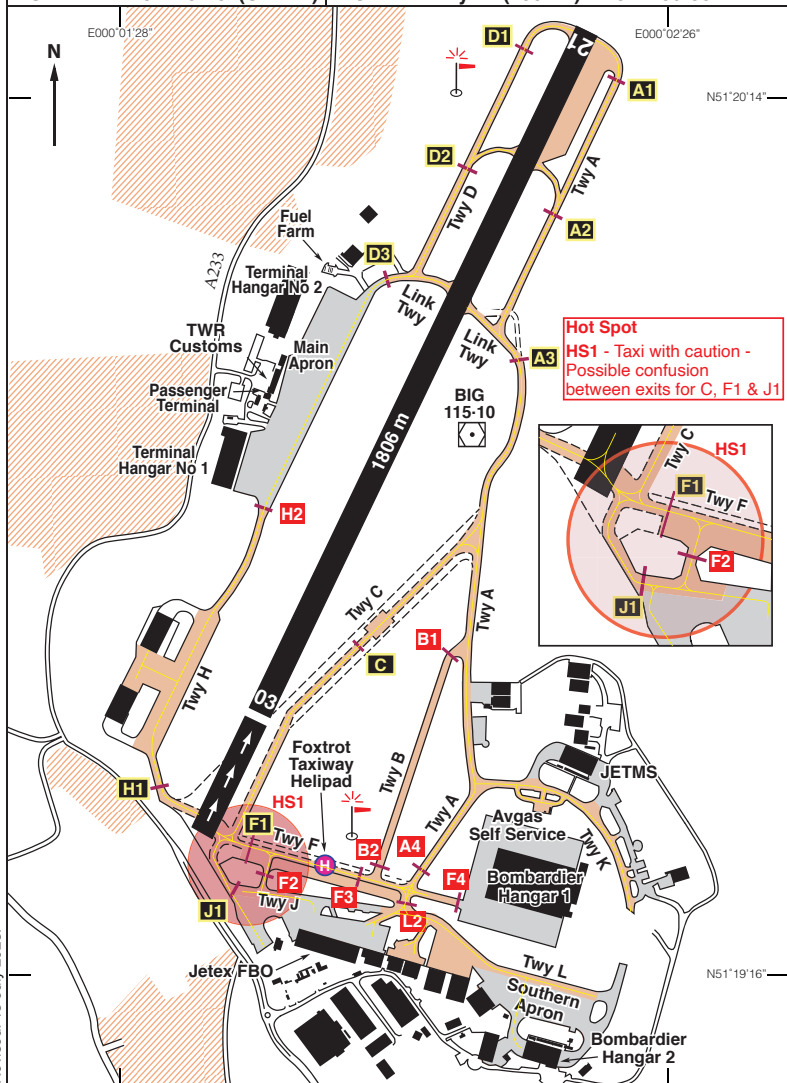 E000°01'28"
E000°02'26"
N
D1
21
A1
N51°20'14"
D2
Twy D
Twy A
A2
Fuel
Farm
A233
Terminal
Hangar No 2
D3
Link
Twy
Link
Twy
A3
TWR
Customs
Main
Apron
Passenger
Terminal
Hot Spot
HS1 - Taxi with caution -
Possible confusion
between exits for C, F1 & J1
BIG
115·10
1806 m
Terminal
Hangar No 1
H2
HS1
Twy C
F1
Twy F
F2
J1
Twy C
Twy A
B1
C
Twy H
03
Foxtrot
Taxiway
Helipad
Twy B
JETMS
H1
HS1
F1
Twy F
H
B2
A4
Twy A
Avgas
Self Service
Twy K
Bombardier
Hangar 1
F2
F3
F4
J1
Twy J
L2
Jetex FBO
Twy L
N51°19'16"
Southern
Apron
Bombardier
Hangar 2